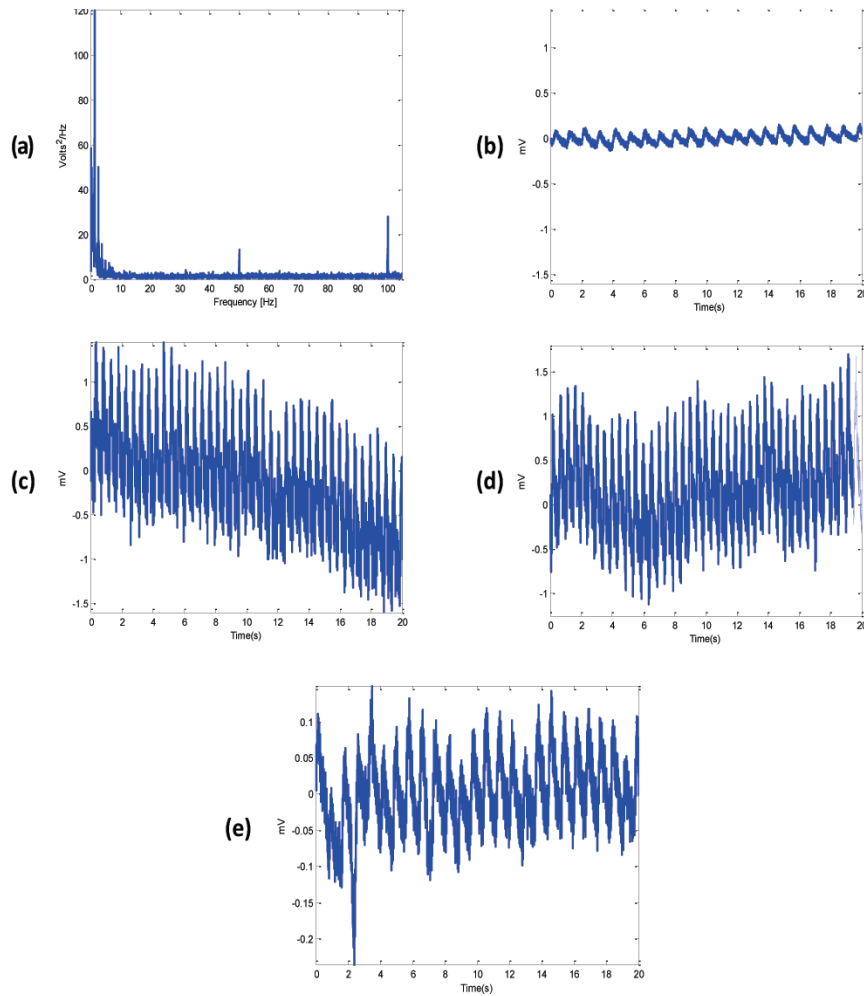 (a)
120
100
80
60
40
20
0
Volts²/Hz
0 10 20 30 40 50 60 70 80 90 100
Frequency [Hz]
(b)
1
0.5
0
-0.5
-1
-1.5
mV
0 2 4 6 8 10 12 14 16 18 20
Time(s)
(c)
1
0.5
0
-0.5
-1
-1.5
mV
0 2 4 6 8 10 12 14 16 18 20
Time(s)
(d)
1.5
1
0.5
0
-0.5
-1
mV
0 2 4 6 8 10 12 14 16 18 20
Time(s)
(e)
0.1
0.05
0
-0.05
-0.1
-0.15
-0.2
mV
0 2 4 6 8 10 12 14 16 18 20
Time(s)